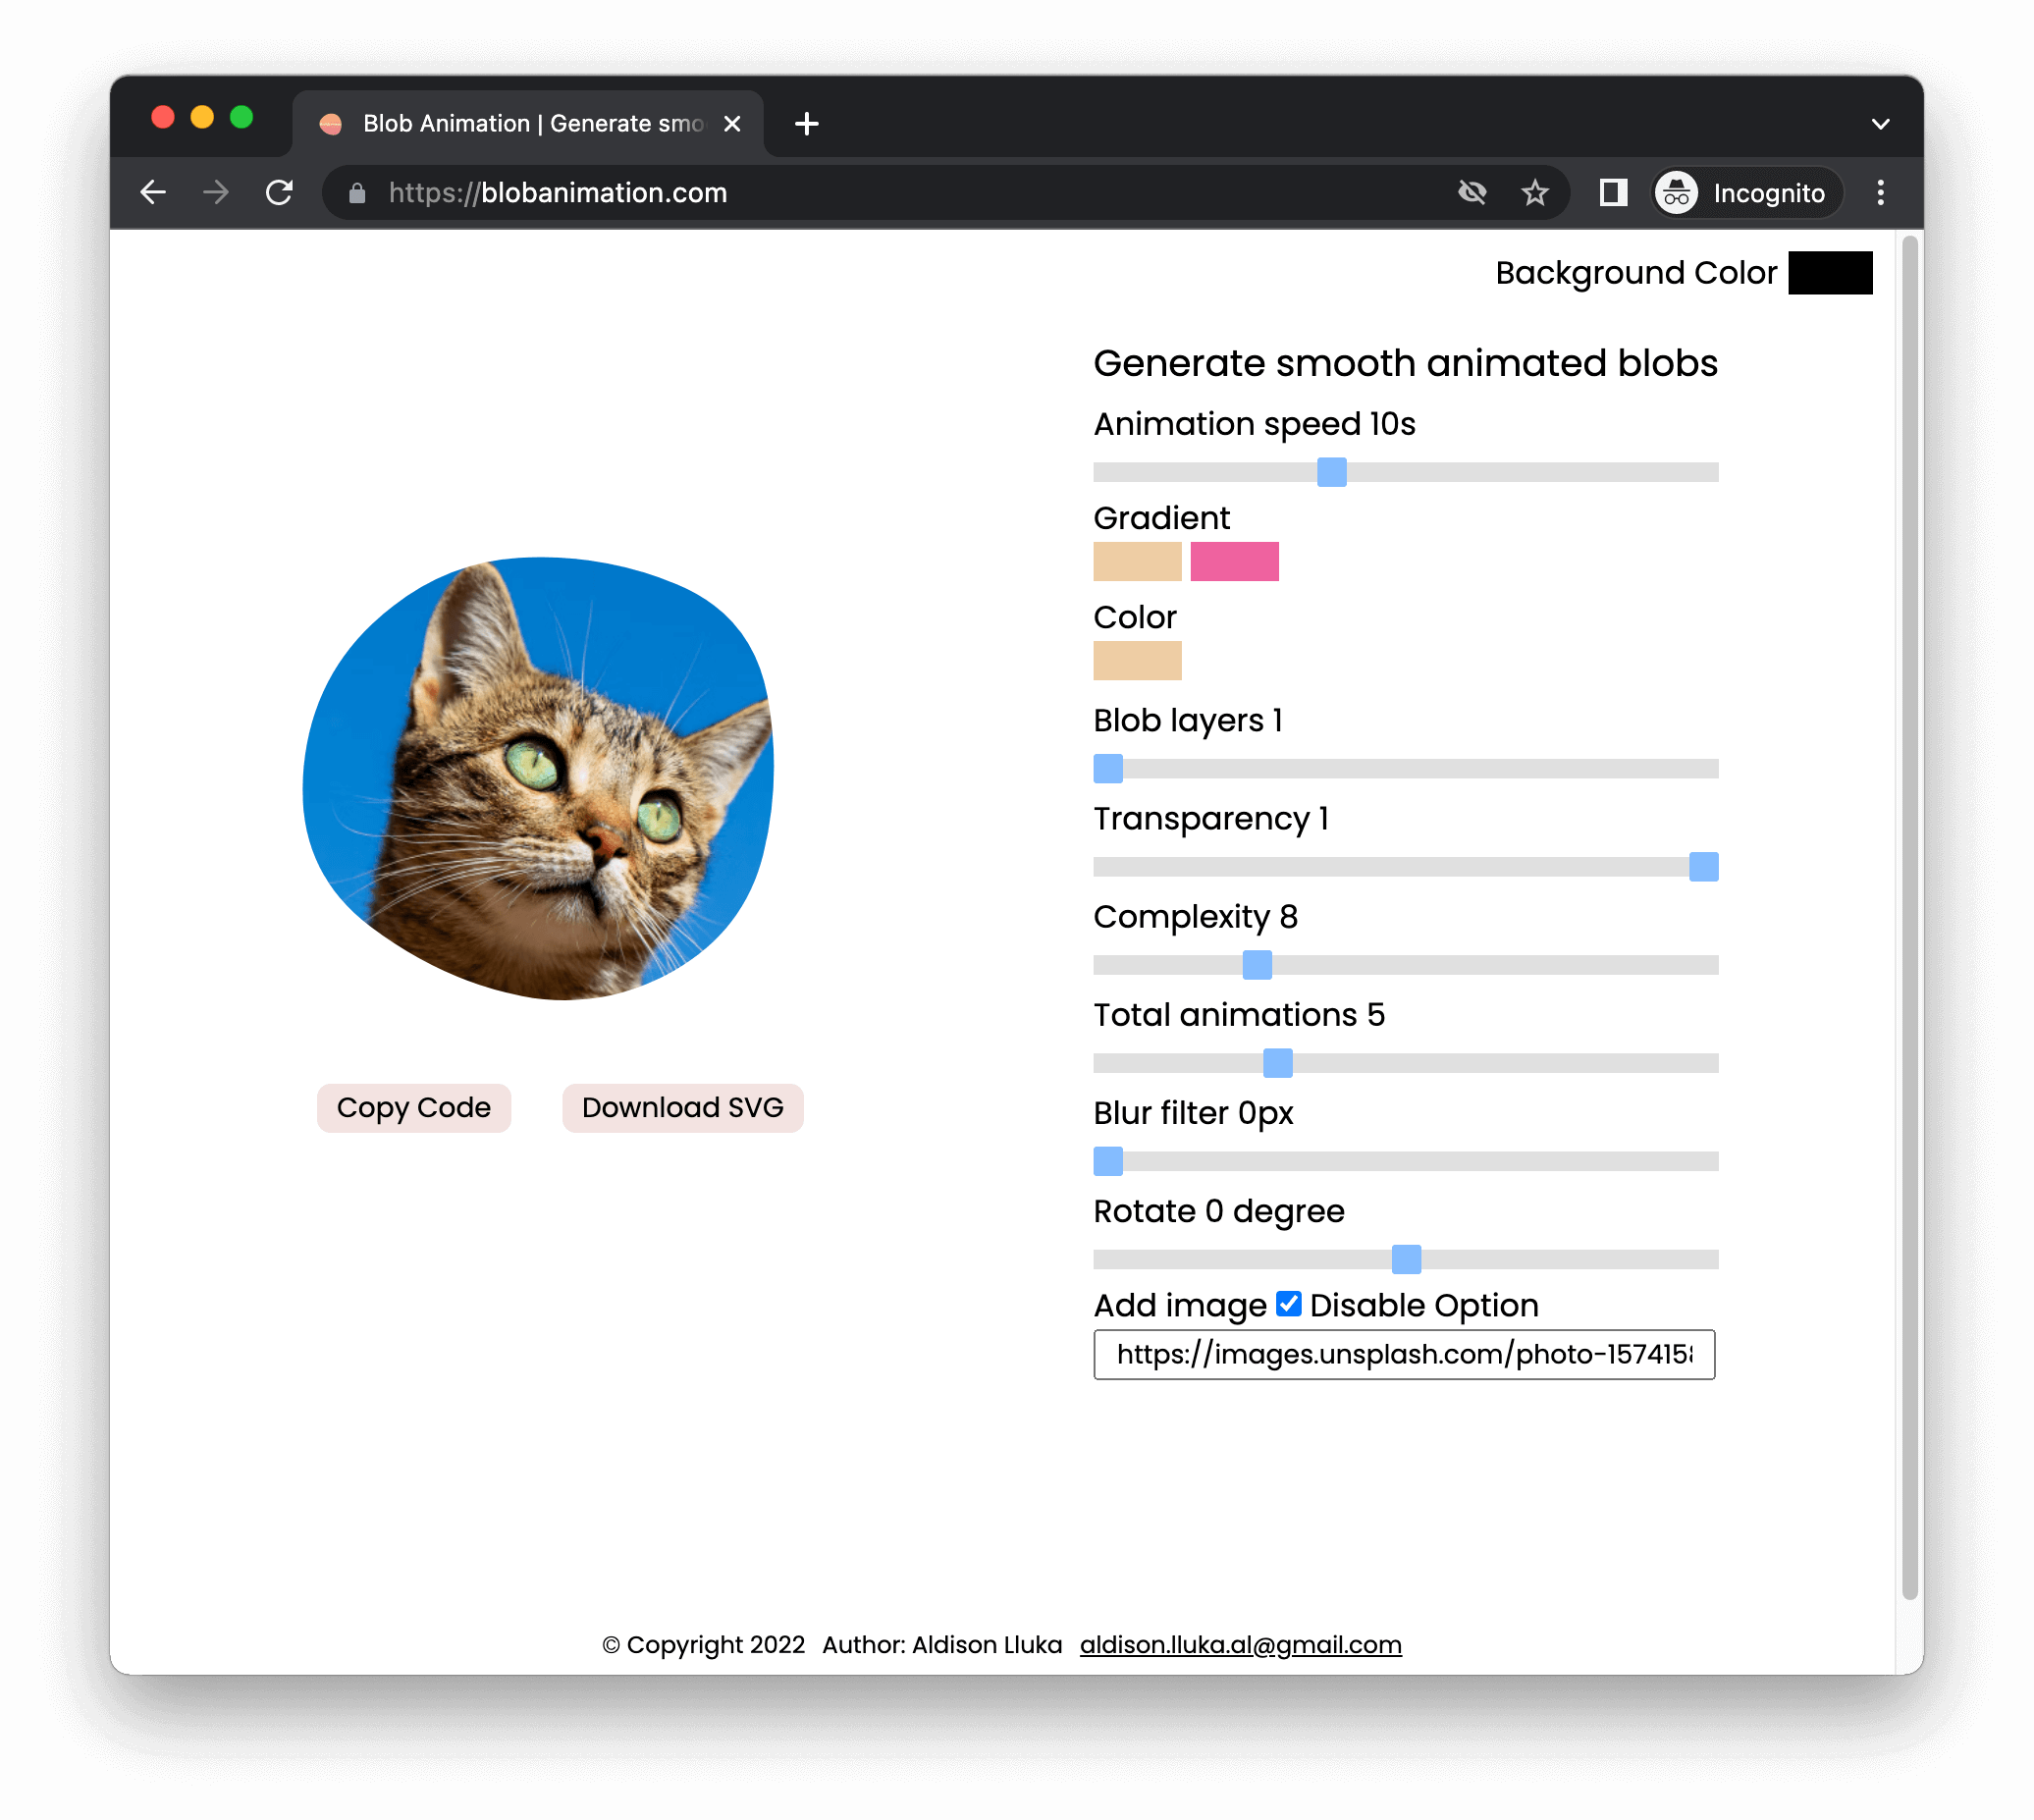 Blob Animation | Generate smo
https://blobanimation.com
Incognito
Background Color
Generate smooth animated blobs
Animation speed 10s
Gradient
Color
Blob layers 1
Transparency 1
Complexity 8
Total animations 5
Copy Code
Download SVG
Blur filter 0px
Rotate 0 degree
Add image Disable Option
https://images.unsplash.com/photo-157415
© Copyright 2022 Author: Aldison Lluka aldison.lluka.al@gmail.com